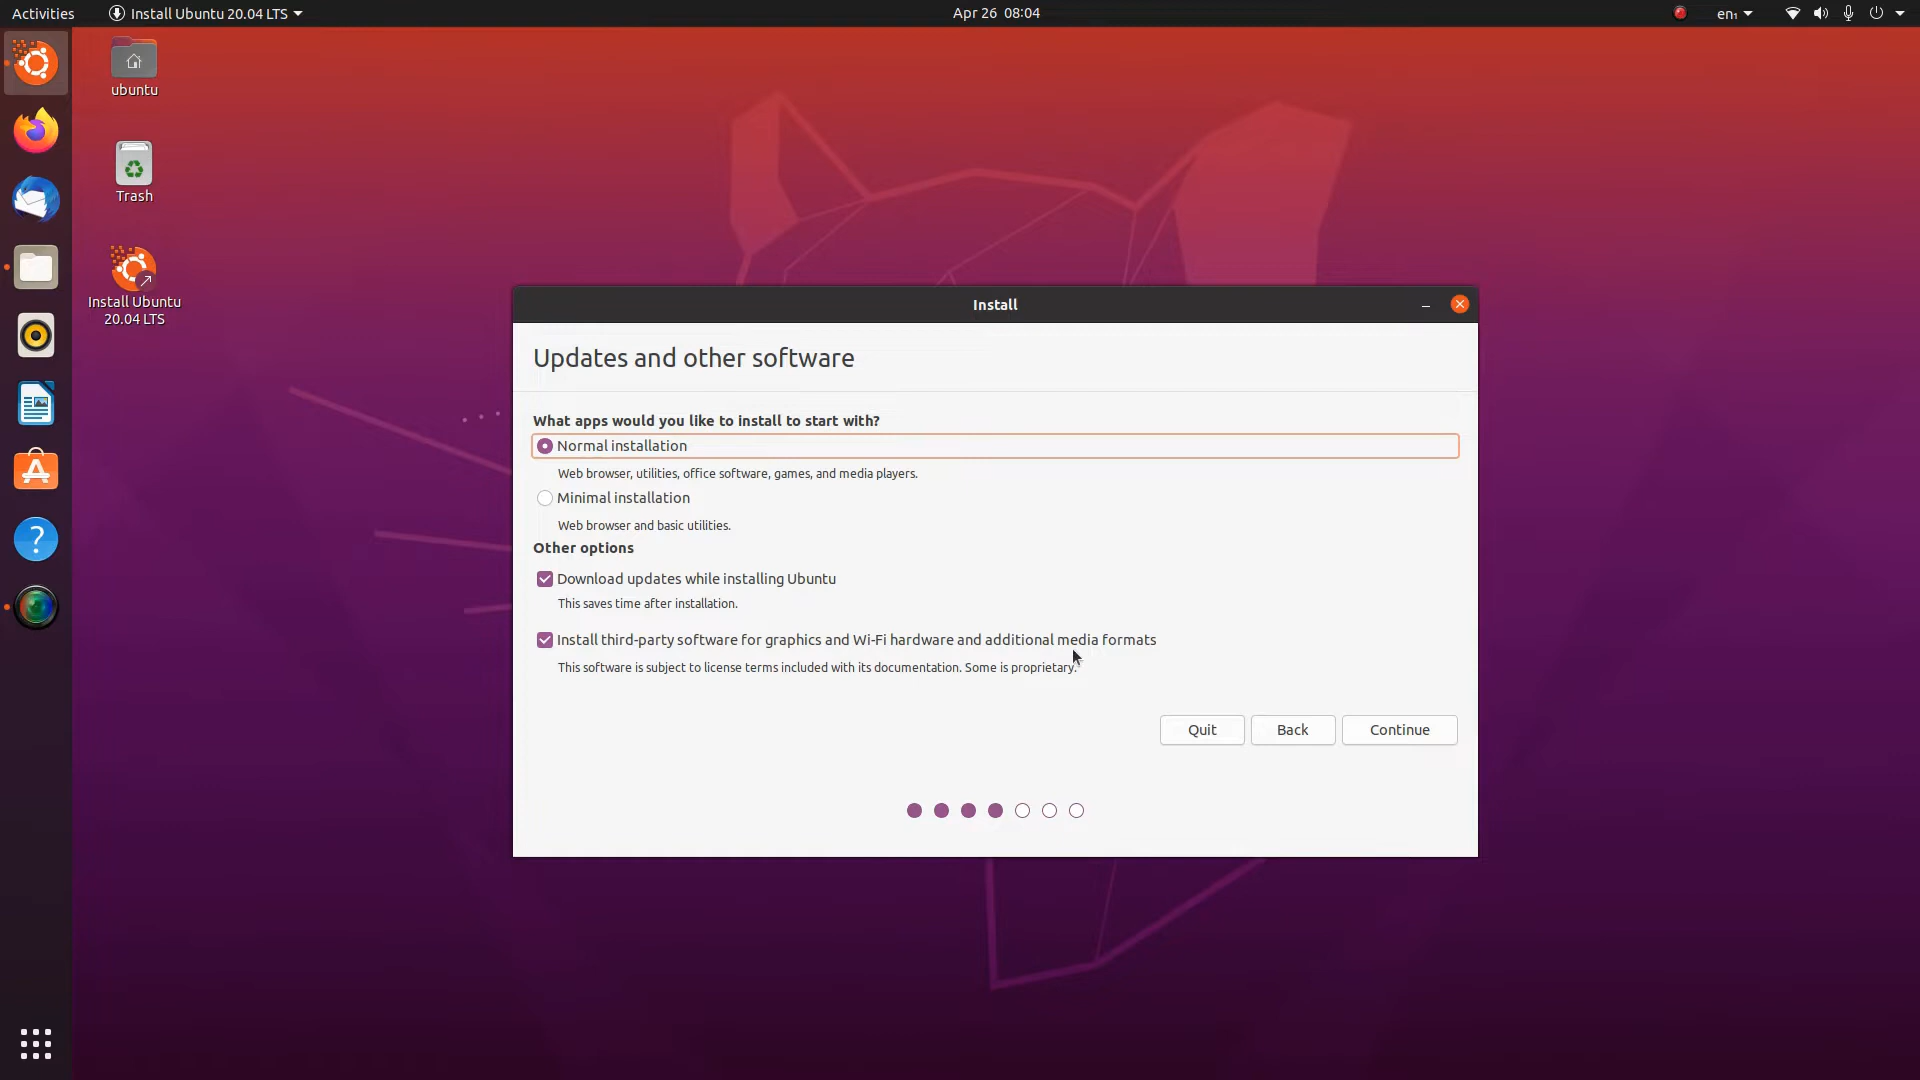 Activities
Install Ubuntu 20.04 LTS
Apr 26 08:04
en₁
ubuntu
Trash
Install Ubuntu
20.04 LTS
Install
Updates and other software
What apps would you like to install to start with?
Normal installation
Web browser, utilities, office software, games, and media players.
Minimal installation
Web browser and basic utilities.
Other options
Download updates while installing Ubuntu
This saves time after installation.
Install third-party software for graphics and Wi-Fi hardware and additional media formats
This software is subject to license terms included with its documentation. Some is proprietary.
Quit
Back
Continue